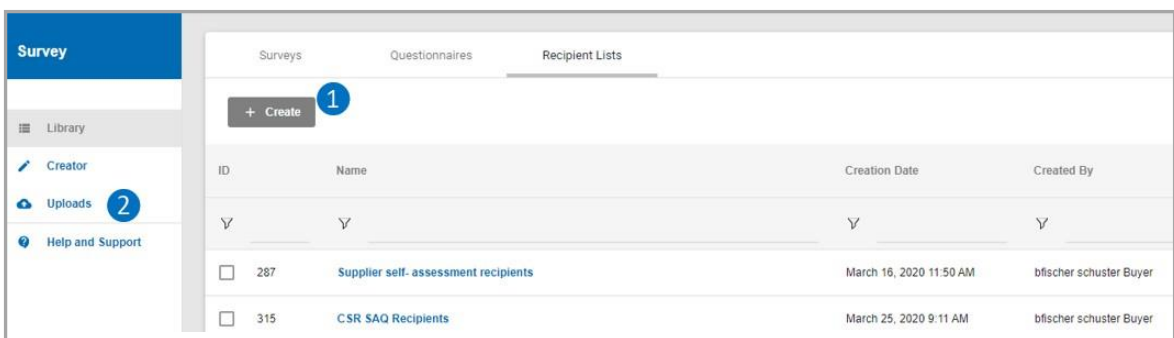 Survey
Surveys Questionnaires Recipient Lists
+ Create 1
Library
Creator
Uploads 2
Help and Support
ID Name Creation Date Created By
287 Supplier self- assessment recipients March 16, 2020 11:50 AM bfischer schuster Buyer
315 CSR SAQ Recipients March 25, 2020 9:11 AM bfischer schuster Buyer